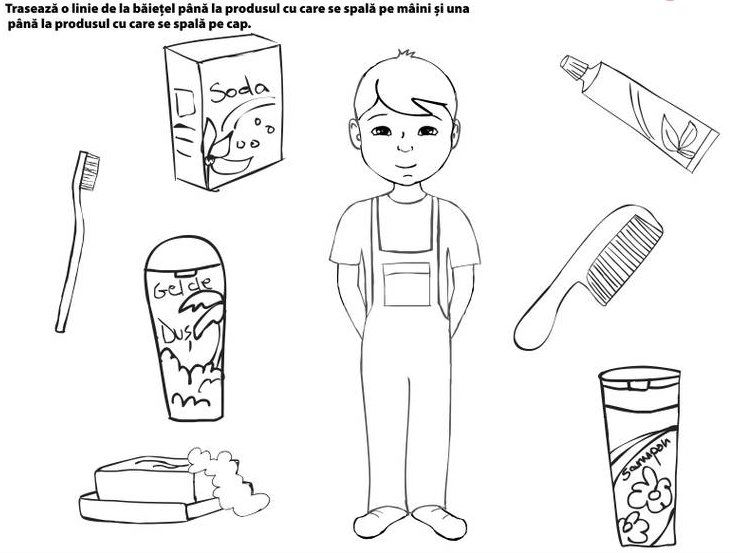 Trasează o linie de la băiețel până la produsul cu care se spală pe mâini și una
până la produsul cu care se spală pe cap.
Soda
Gel de
Duș
Sampon